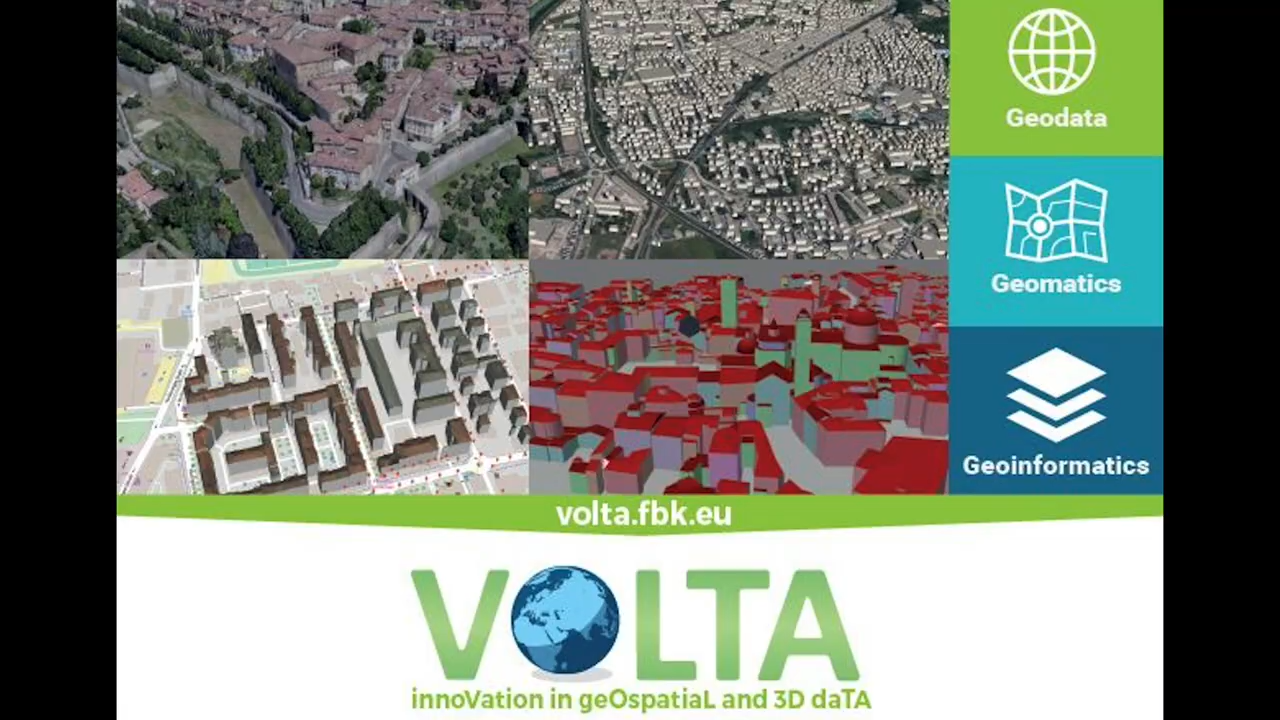 Geodata
Geomatics
Geoinformatics
volta.fbk.eu
VOLTA
innoVation in geOspatiaL and 3D daTA